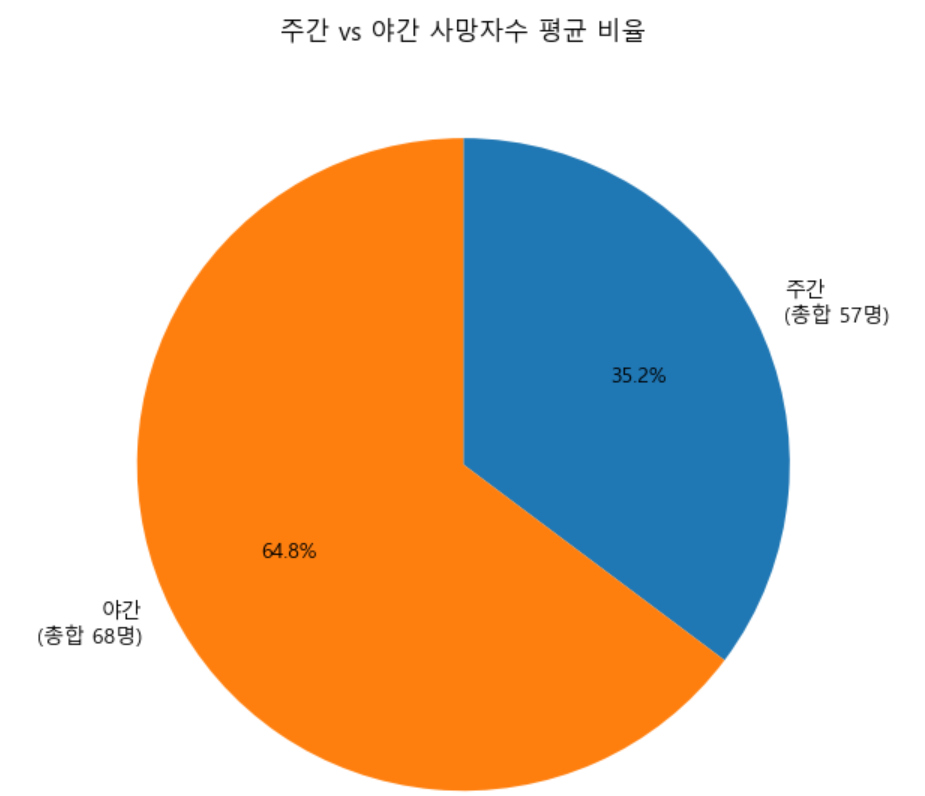 주간 vs 야간 사망자수 평균 비율
주간
(총합 57명)
35.2%
64.8%
야간
(총합 68명)